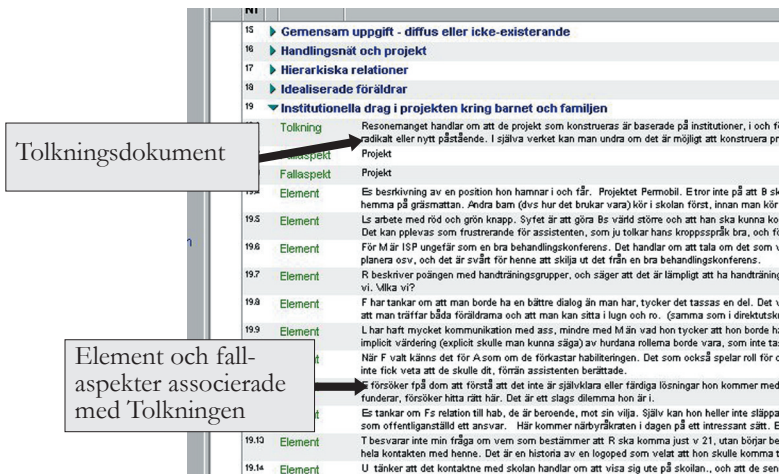 Nr
15 Gemensam uppgift - diffus eller icke-existerande
16 Handlingsnät och projekt
17 Hierarkiska relationer
18 Idealiserade föräldrar
19 Institutionella drag i projekten kring barnet och familjen
Tolkning Resonemanget handlar om att de projekt som konstrueras är baserade på institutioner, i och
radikalt eller nytt påstående. I själva verket kan man undra om det är möjligt att konstruera
Tolkningsdokument
Fallaspekt Projekt
Fallaspekt Projekt
Element Es beskrivning av en position hon hamnar i och får. Projektet Permobil. E tror inte på att B
hemma på gräsmattan. Andra barn (dvs hur det brukar vara) kör i skolan först, innan man kör
19.5 Element Ls arbete med röd och grön knapp. Syfet är att göra Bs värld större och att han ska kunna
Det kan pplevas som frustrerande för assistenten, som ju tolkar hans kroppsspråk bra, och
19.6 Element För M är ISP ungefär som en bra behandlingskonferens. Det handlar om att tala om det som
planera osv, och det är svårt för henne att skilja ut det från en bra behandlingskonferens.
19.7 Element R beskriver poängen med handträningsgrupper, och säger att det är lämpligt att ha
vi. Vilka vi?
19.8 Element F har tankar om att man borde ha en bättre dialog än man har, tycker det tassas en del. Det
att man träffar båda föräldrarna och att man kan sitta i lugn och ro. (samma som i
19.9 Element L har haft mycket kommunikation med ass, mindre med M än vad hon tycker att hon borde
implicit värdering (explicit skulle man kunna säga) av hurdana rollerna borde vara, som inte
Element och fall-
aspekter associerade
med Tolkningen
När F valt känns det för A som om de förkastar habiliteringen. Det som också spelar roll för
inte fick veta att de skulle dit, förrän assistenten berättade.
försöker fpå dom att förstå att det inte är självklara eller färdiga lösningar hon kommer med
funderar, försöker hitta rätt här. Det är ett slags dilemma hon är i.
Es tankar om Fs relation till hab, de är beroende, mot sin vilja. Själv kan hon heller inte släppa
som offentliganställd ett ansvar. Här kommer närbyråkraten i dagen på ett intressant sätt.
19.13 Element T besvarar inte min fråga om vem som bestämmer att R ska komma just v 21, utan börjar
hela kontakten med henne. Det är en historia av en logoped som velat att hon skulle komma
19.14 Element U tänker att det kontaktne med skolan handlar om att visa sig ute på skoilan., och att de